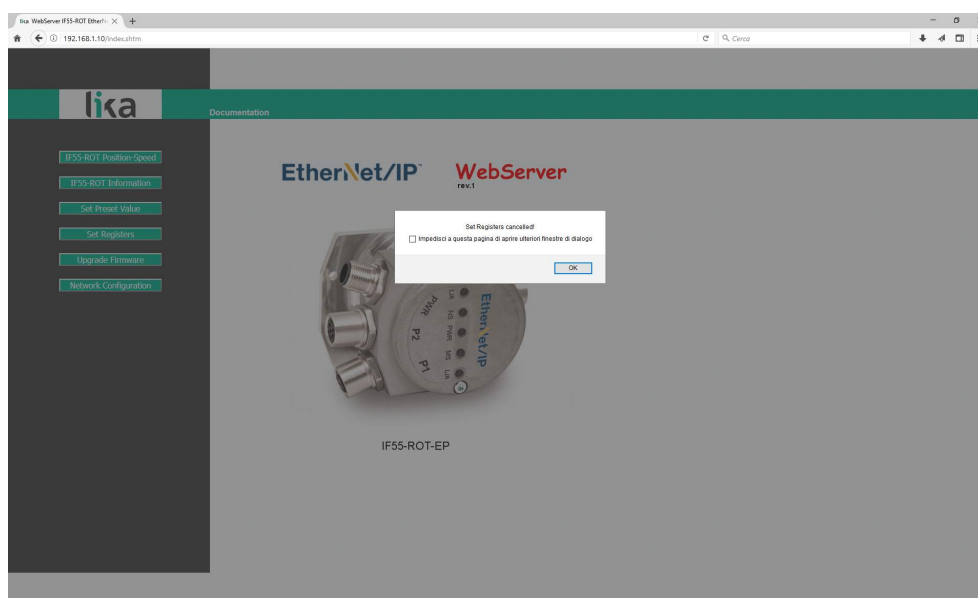 lika WebServer IF55-ROT EtherN
192.168.1.10/index.shtm
Cerca
lika
Documentation
IF55-ROT Position-Speed
IF55-ROT Information
Set Preset Value
Set Registers
Upgrade Firmware
Network Configuration
EtherNet/IP™ WebServer
rev.1
Set Registers cancelled!
Impedisci a questa pagina di aprire ulteriori finestre di dialogo
OK
PWR
P2
P1
L/A NS PWR MS L/A
EtherNet/IP
IF55-ROT-EP